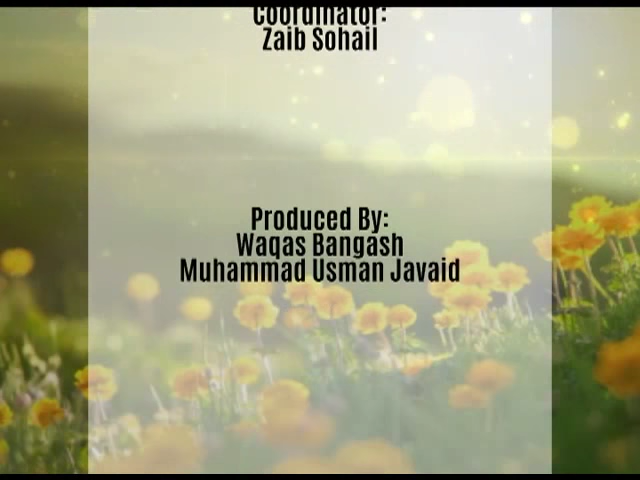 Coordinator:
Zaib Sohail
Produced By:
Waqas Bangash
Muhammad Usman Javaid